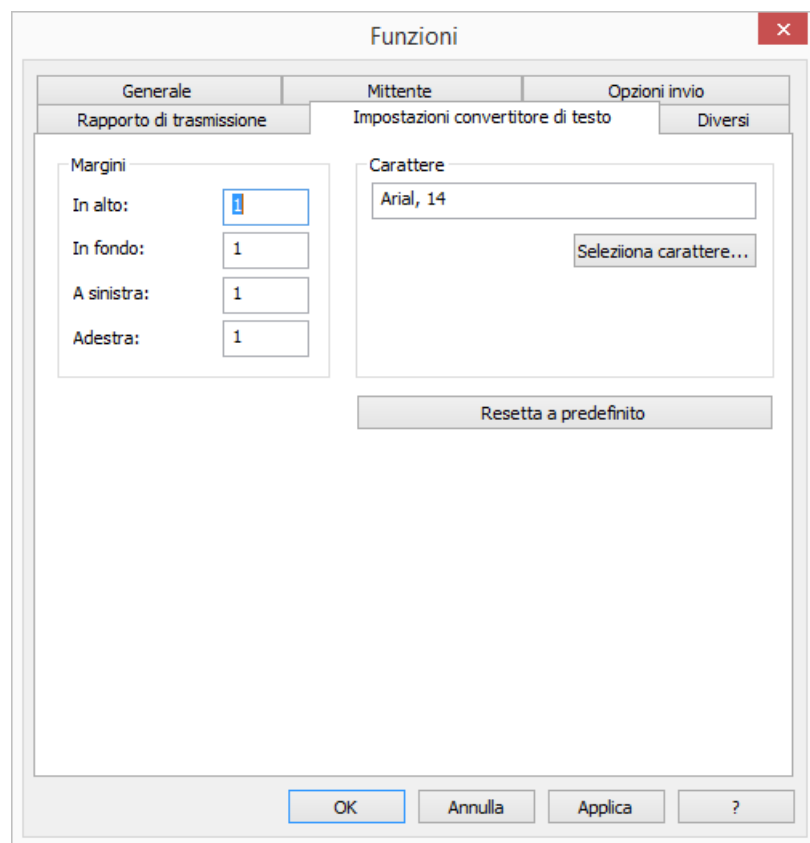 Funzioni
Generale
Mittente
Opzioni invio
Rapporto di trasmissione
Impostazioni convertitore di testo
Diversi
Margini
In alto:
1
In fondo:
1
A sinistra:
1
Adestra:
1
Carattere
Arial, 14
Seleziiona carattere...
Resetta a predefinito
OK
Annulla
Applica
?